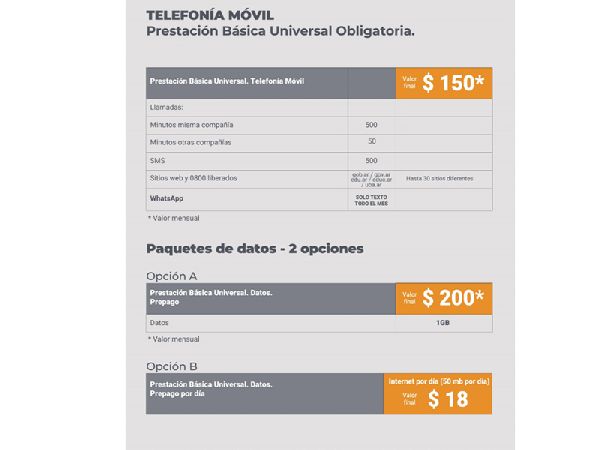 TELEFONÍA MÓVIL
Prestación Básica Universal Obligatoria.
Prestación Básica Universal. Telefonía Móvil
Valor final $ 150*
Llamadas:
Minutos misma compañía 500
Minutos otras compañías 50
SMS 500
Sitios web y 0800 liberados
Hasta 30 sitios diferentes
WhatsApp SOLO TEXTO
TODO EL MES
* Valor mensual
Paquetes de datos - 2 opciones
Opción A
Prestación Básica Universal. Datos.
Prepago
Valor final $ 200*
Datos 1GB
* Valor mensual
Opción B
Prestación Básica Universal. Datos.
Prepago por día
Internet por día (50 mb por día)
Valor final $ 18